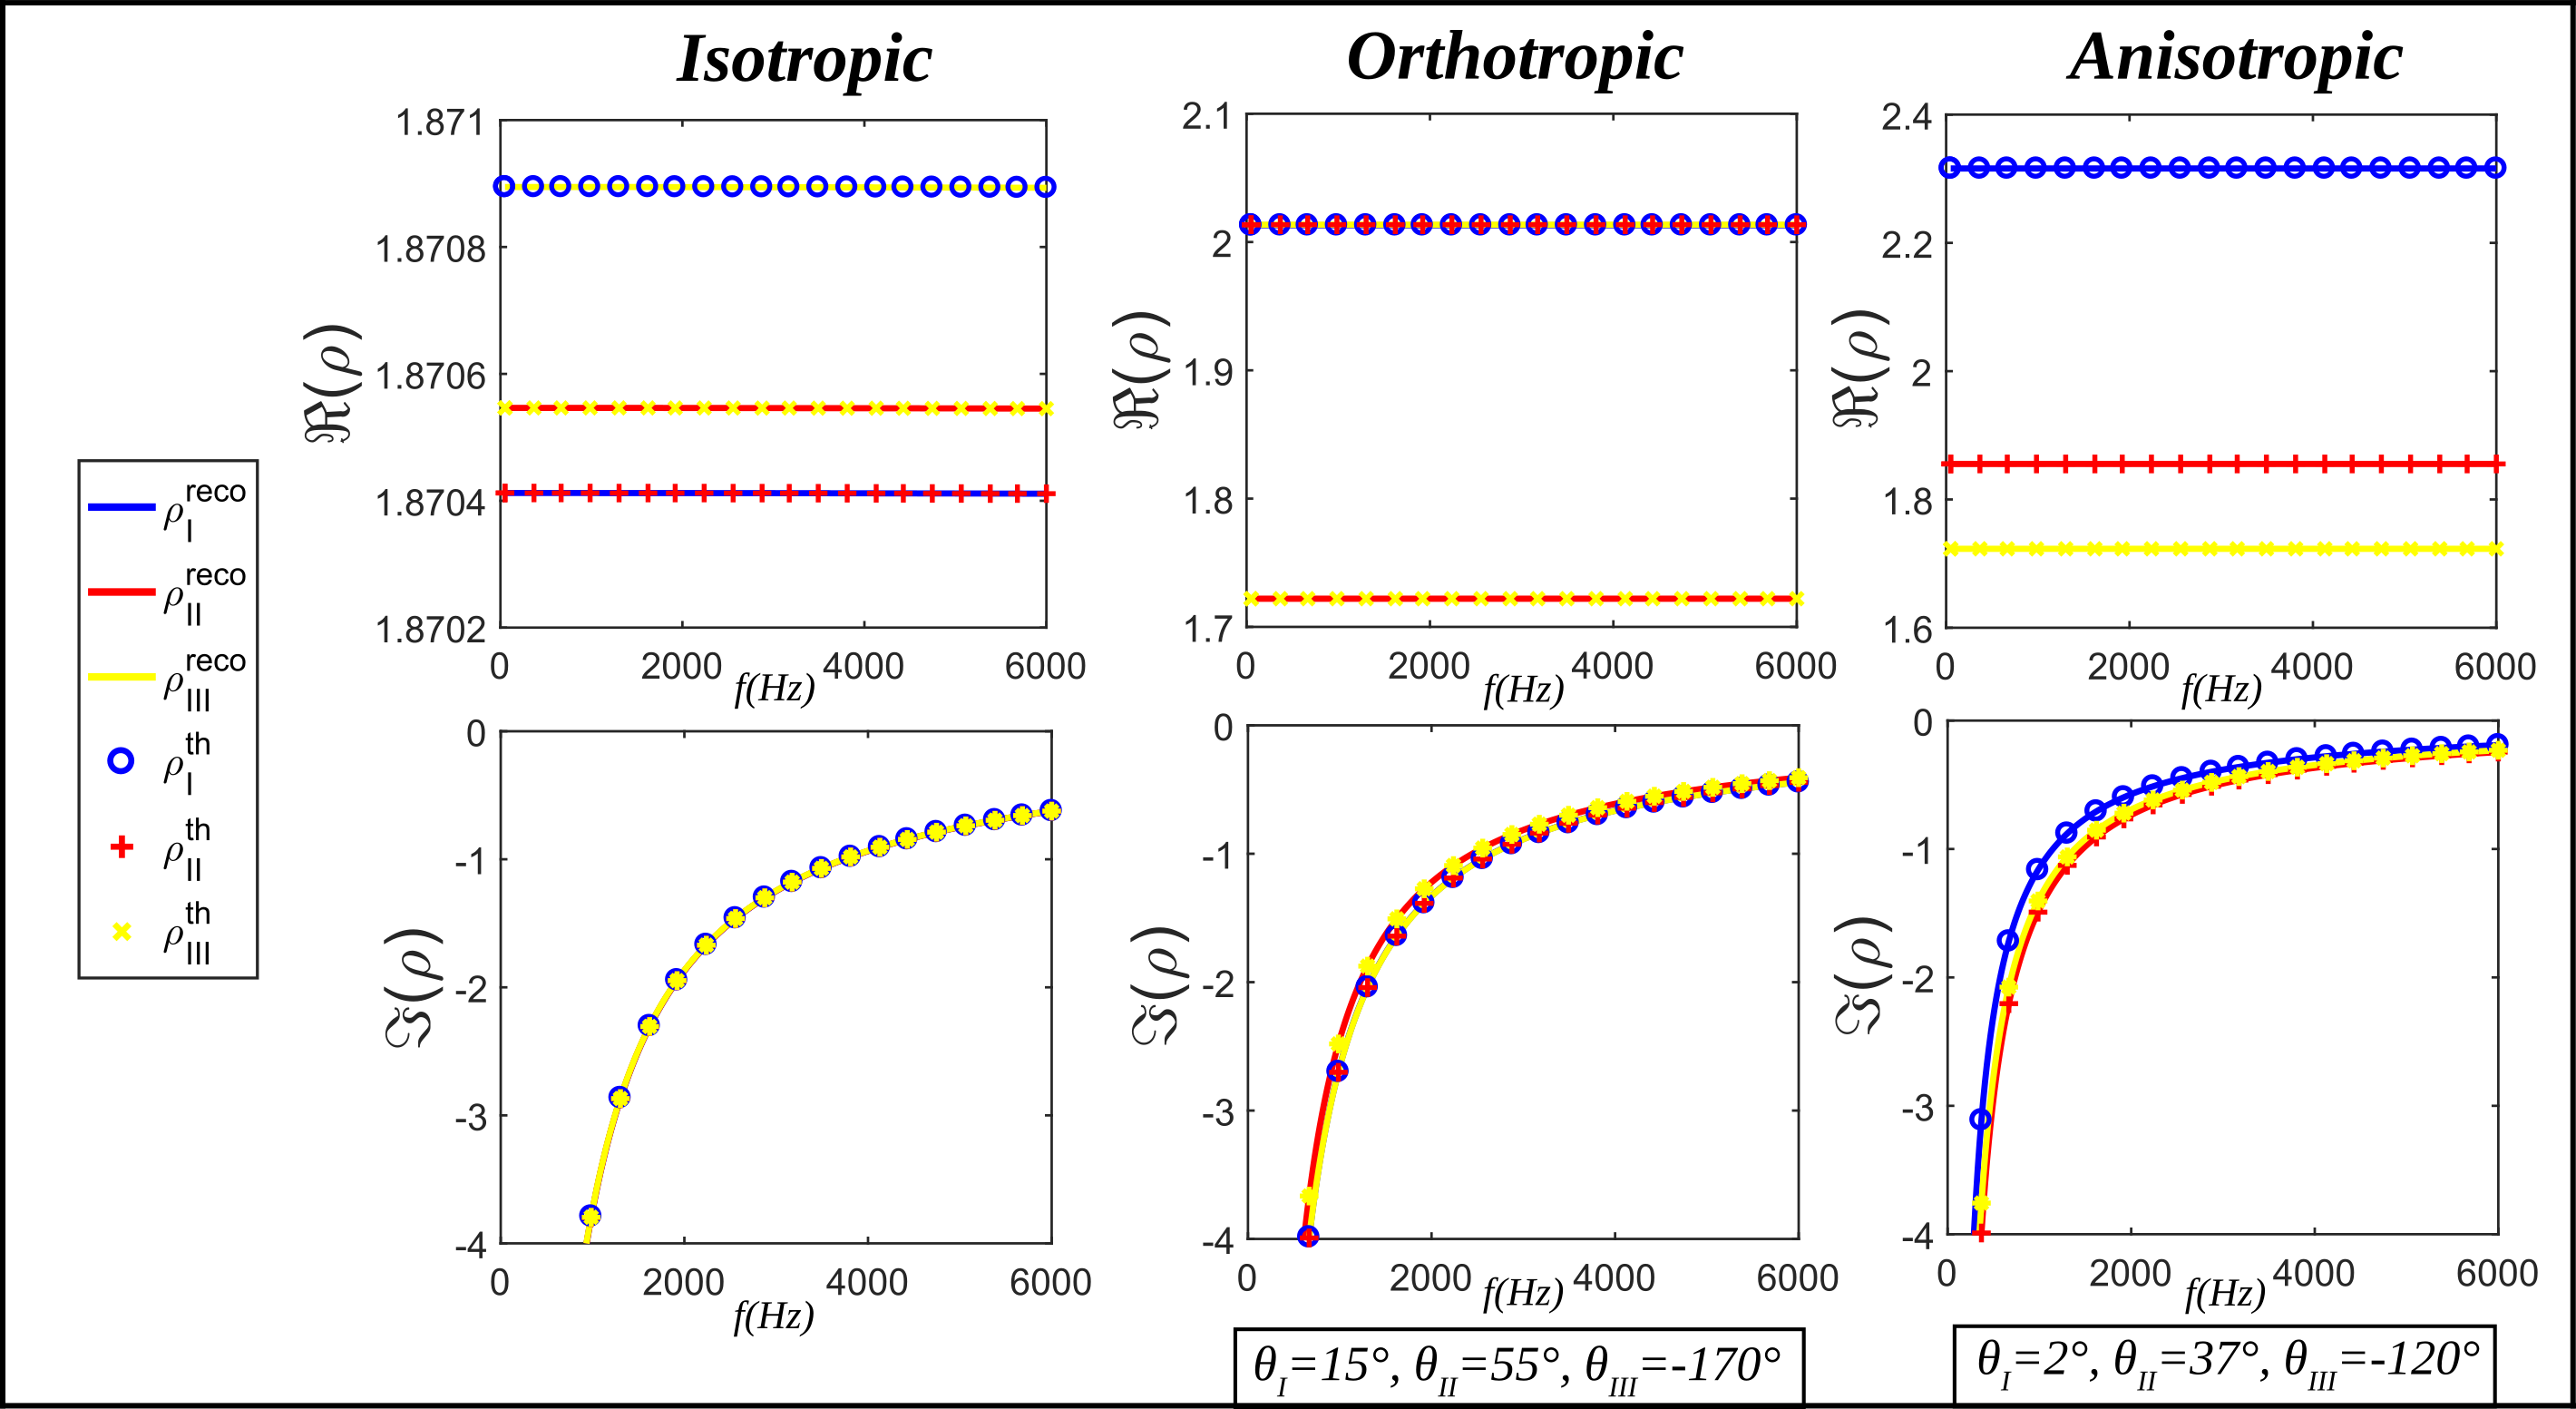 Isotropic
Orthotropic
Anisotropic
1.871
1.8708
1.8706
1.8704
1.8702
ℜ(ρ)
0 2000 4000 6000
f(Hz)
2.1
2
1.9
1.8
1.7
ℜ(ρ)
0 2000 4000 6000
f(Hz)
2.4
2.2
2
1.8
1.6
ℜ(ρ)
0 2000 4000 6000
f(Hz)
ρ_I^reco
ρ_II^reco
ρ_III^reco
ρ_I^th
ρ_II^th
ρ_III^th
0
-1
-2
-3
-4
ℑ(ρ)
0 2000 4000 6000
f(Hz)
0
-1
-2
-3
-4
ℑ(ρ)
0 2000 4000 6000
f(Hz)
0
-1
-2
-3
-4
ℑ(ρ)
0 2000 4000 6000
f(Hz)
θ_I=15°, θ_II=55°, θ_III=-170°
θ_I=2°, θ_II=37°, θ_III=-120°